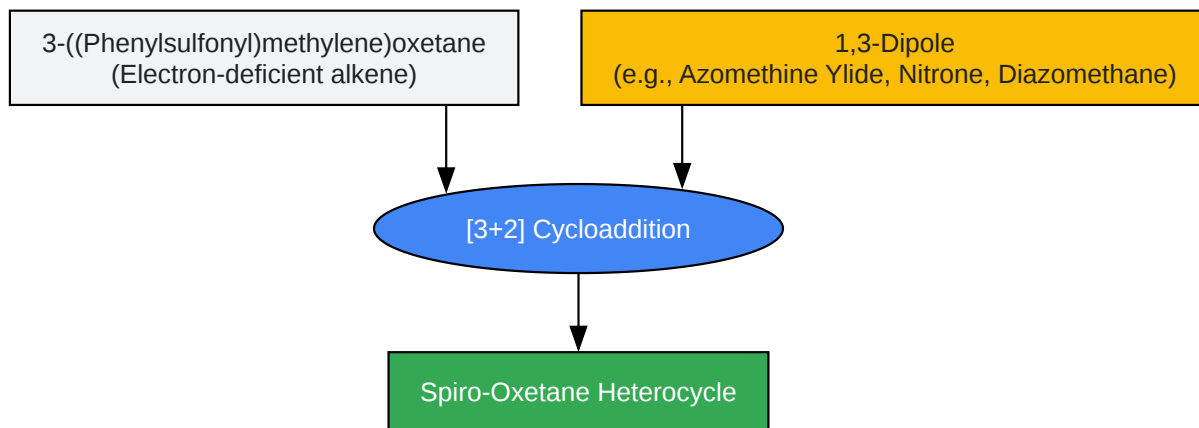 3-((Phenylsulfonyl)methylene)oxetane
(Electron-deficient alkene)
1,3-Dipole
(e.g., Azomethine Ylide, Nitrone, Diazomethane)
[3+2] Cycloaddition
Spiro-Oxetane Heterocycle